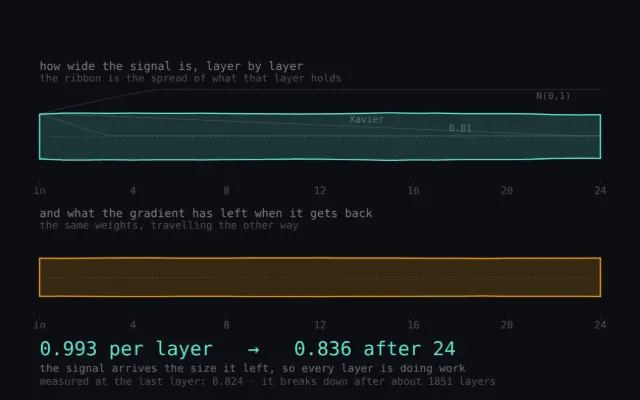 how wide the signal is, layer by layer
the ribbon is the spread of what that layer holds
N(0,1)
Xavier
0.01
in 4 8 12 16 20 24
and what the gradient has left when it gets back
the same weights, travelling the other way
in 4 8 12 16 20 24
0.993 per layer → 0.836 after 24
the signal arrives the size it left, so every layer is doing work
measured at the last layer: 0.824 · it breaks down after about 1851 layers